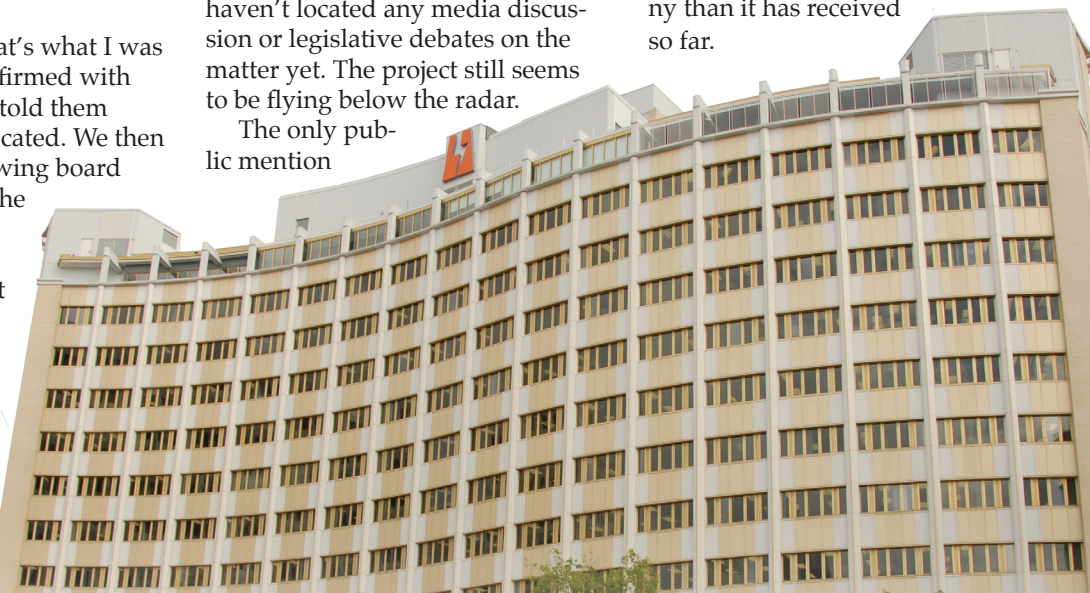 at's what I was
firmed with
told them
cated. We then
wing board
he
t
haven't located any media discus-
sion or legislative debates on the
matter yet. The project still seems
to be flying below the radar.
The only pub-
lic mention
ny than it has received
so far.